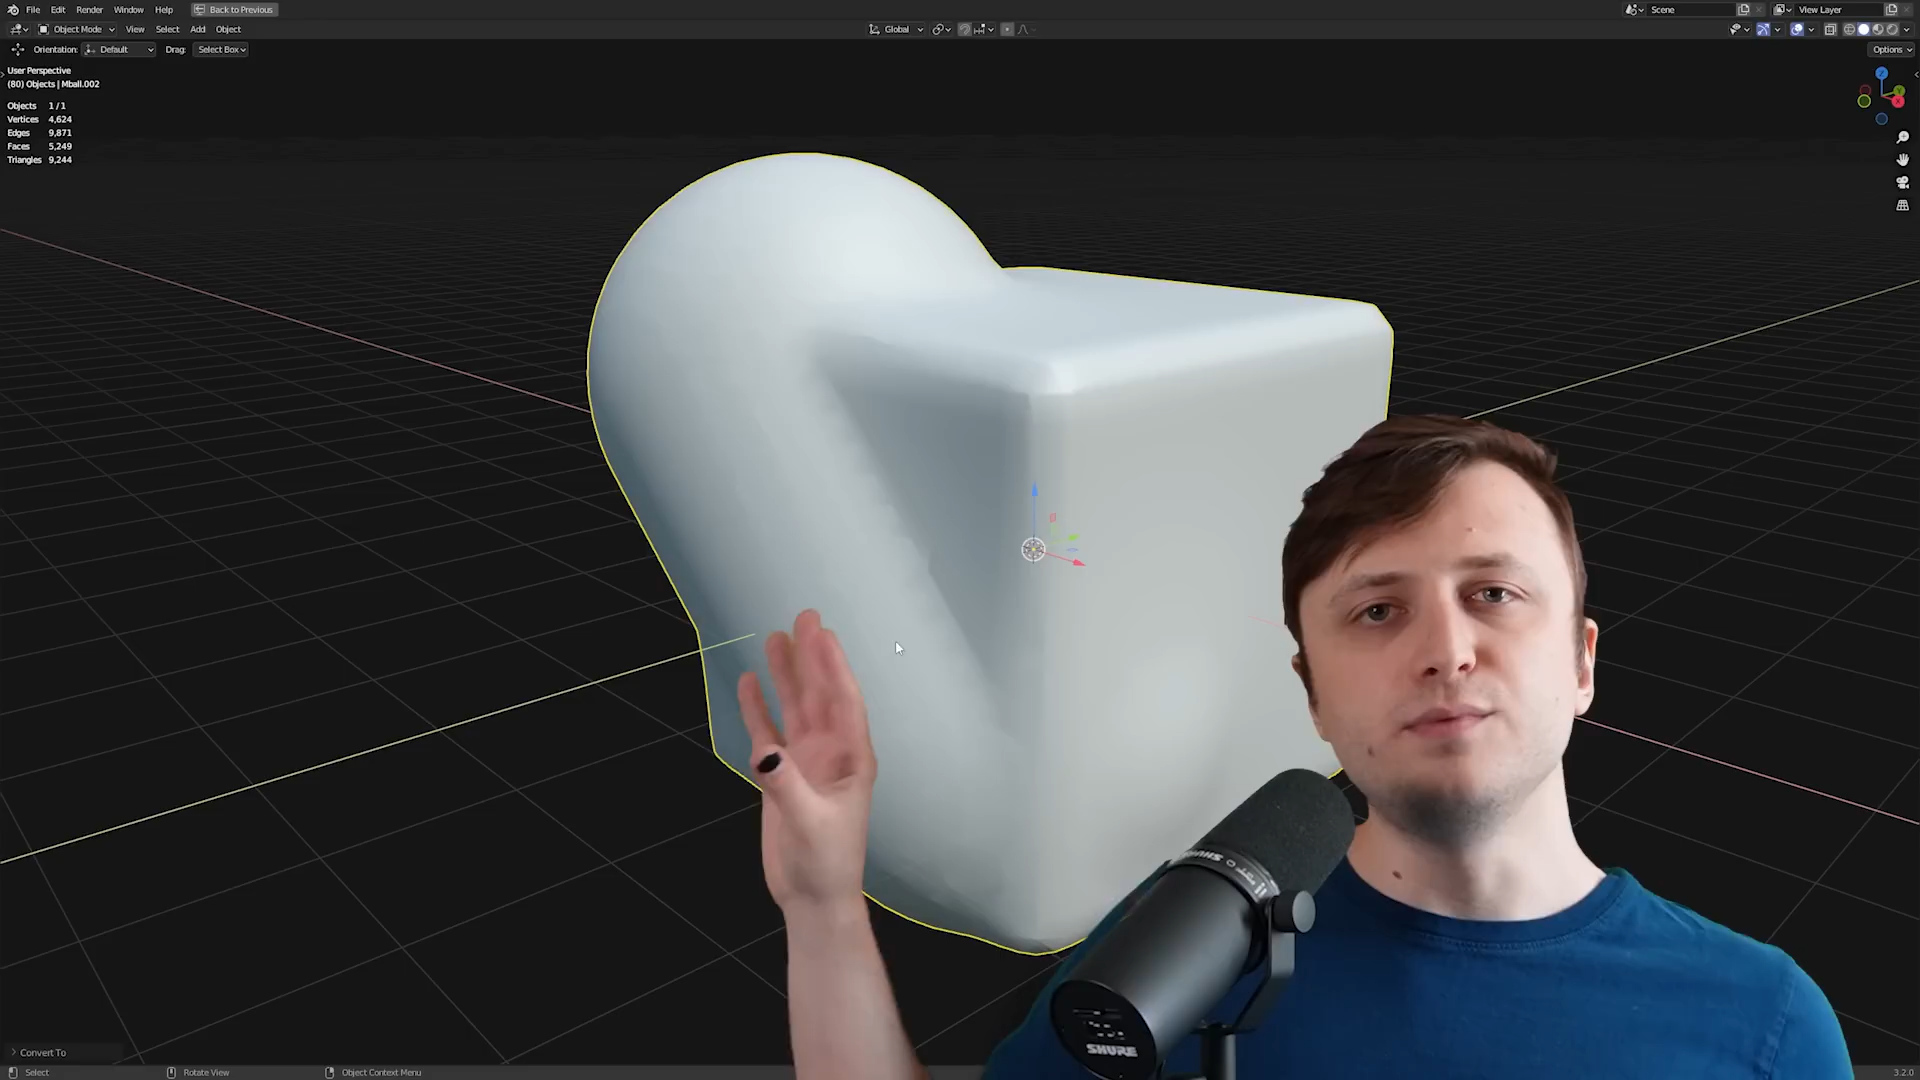 File Edit Render Window Help Back to Previous Scene View Layer
Object Mode View Select Add Object Global
Orientation: Default Drag: Select Box Options
User Perspective
(80) Objects | Mball.002
Objects 1/1
Vertices 4,624
Edges 9,871
Faces 5,249
Triangles 9,244
Z
Y
X
SHURE
SHURE
Convert To
Select Rotate View Object Context Menu 3.2.0